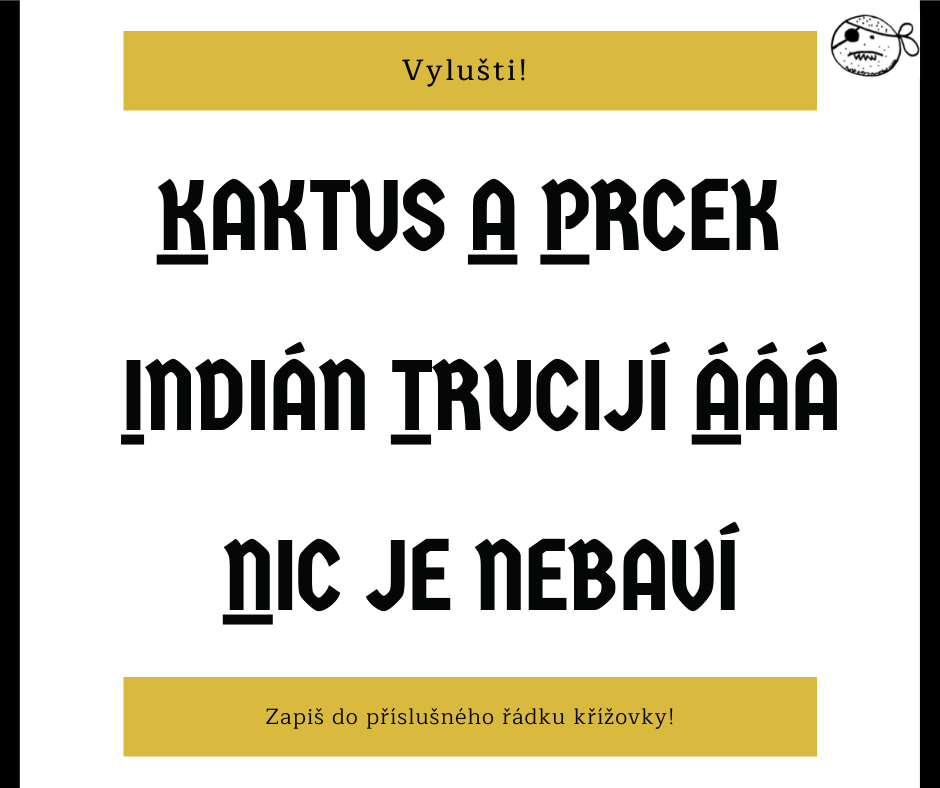 Vylušti!
KAKTUS A PRCEK
INDIÁN TRUCIJÍ ÁÁÁ
NIC JE NEBAVÍ
Zapiš do příslušného řádku křížovky!